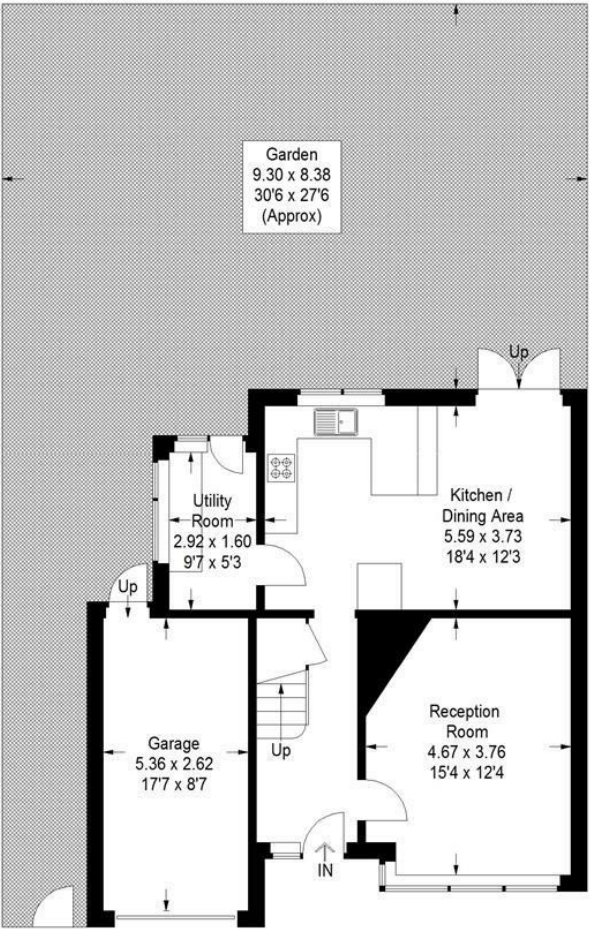 Garden
9.30 x 8.38
30'6 x 27'6
(Approx)
Up
Kitchen /
Dining Area
5.59 x 3.73
18'4 x 12'3
Utility
Room
2.92 x 1.60
9'7 x 5'3
Up
Garage
5.36 x 2.62
17'7 x 8'7
Up
Reception
Room
4.67 x 3.76
15'4 x 12'4
IN